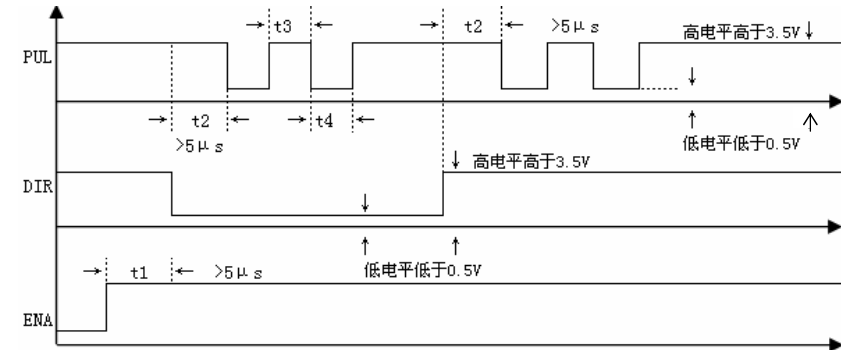 t3
t2
>5μs
高电平高于3.5V
PUL
t2
t4
>5μs
低电平低于0.5V
高电平高于3.5V
DIR
t1
>5μs
低电平低于0.5V
ENA